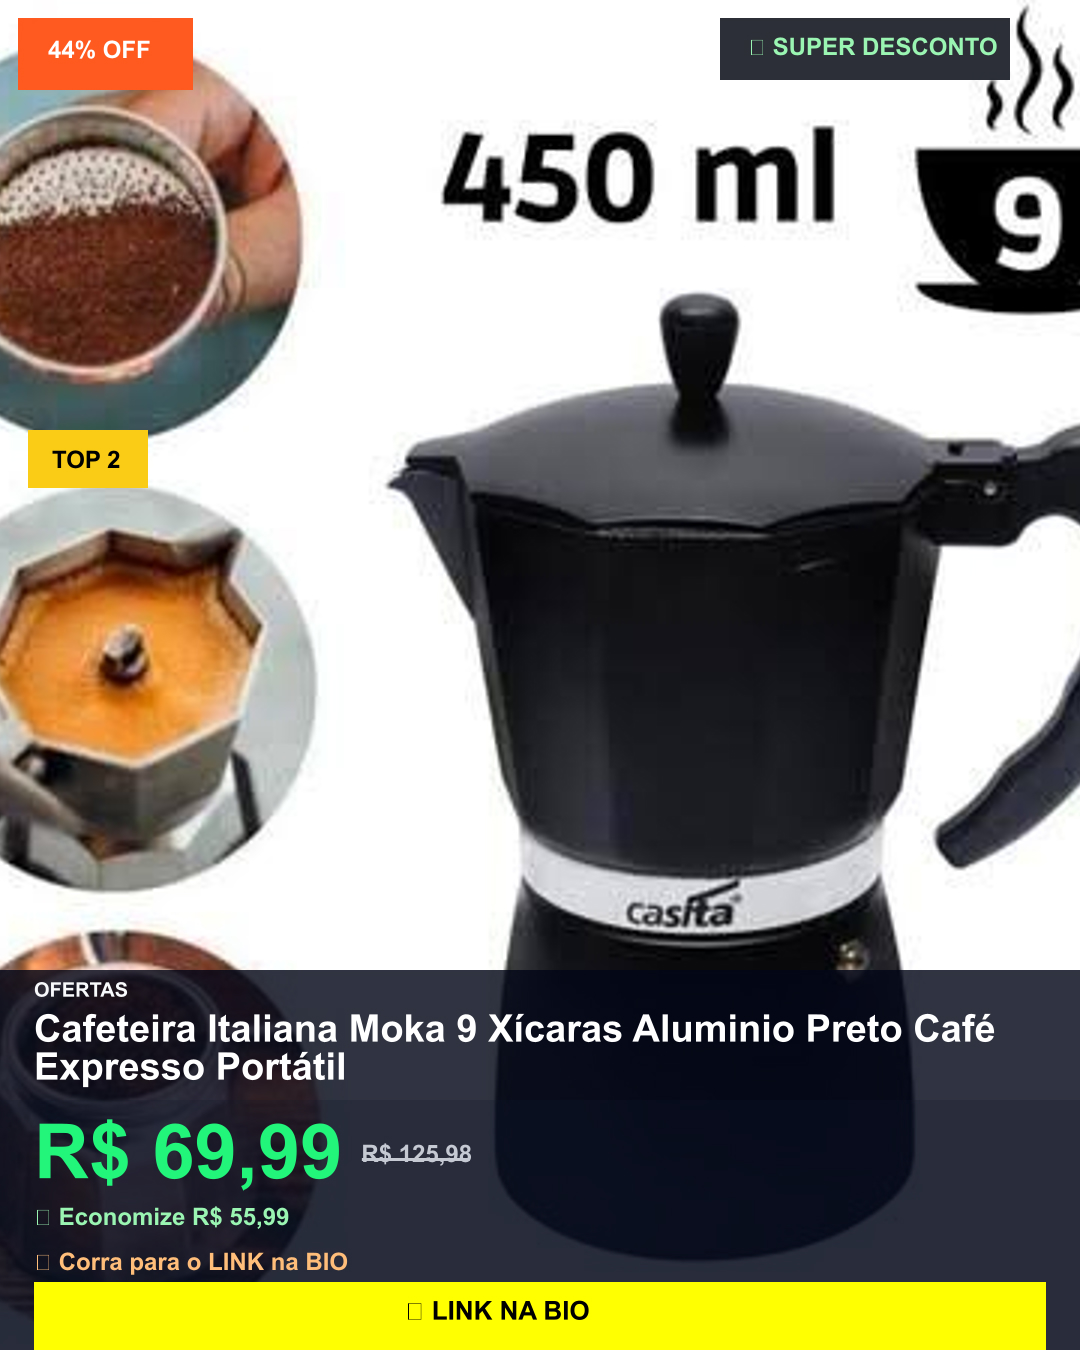 44% OFF
SUPER DESCONTO
450 ml
9
TOP 2
casita
OFERTAS
Cafeteira Italiana Moka 9 Xícaras Aluminio Preto Café
Expresso Portátil
R$ 69,99 R$ 125,98
Economize R$ 55,99
Corra para o LINK na BIO
LINK NA BIO